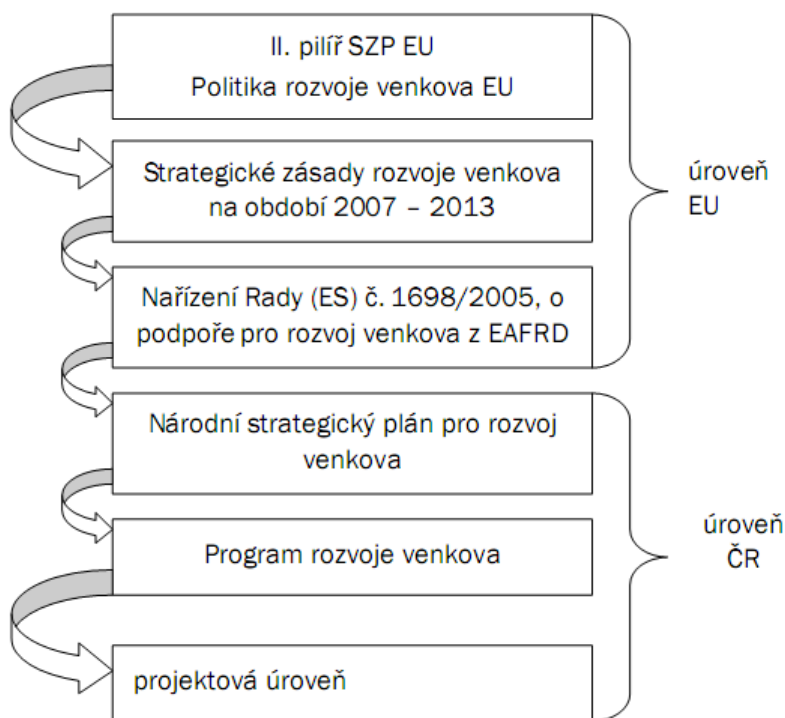 II. pilíř SZP EU
Politika rozvoje venkova EU
Strategické zásady rozvoje venkova
na období 2007 – 2013
úroveň
EU
Nařízení Rady (ES) č. 1698/2005, o
podpoře pro rozvoj venkova z EAFRD
Národní strategický plán pro rozvoj
venkova
Program rozvoje venkova
úroveň
ČR
projektová úroveň